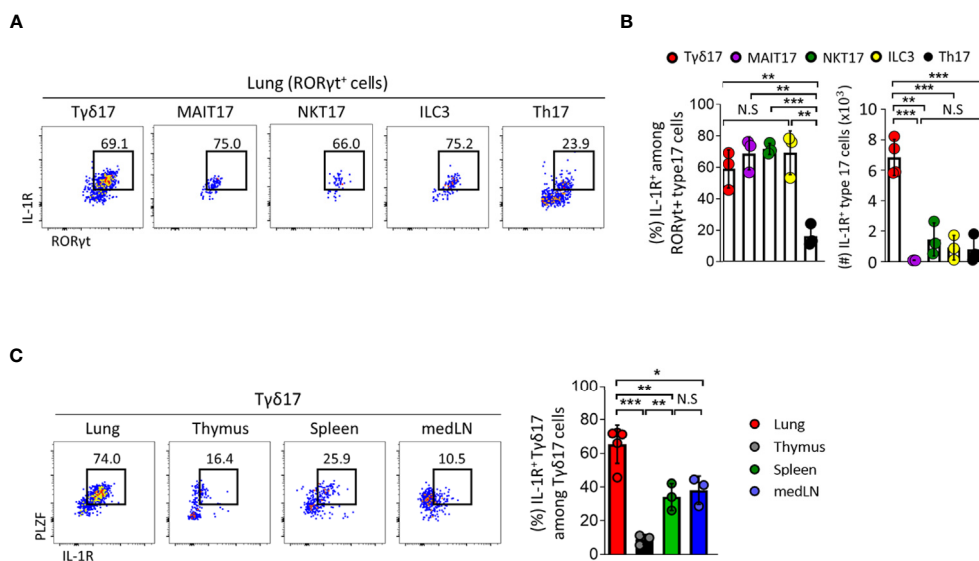 A
Lung (RORγt⁺ cells)
Tγδ17 MAIT17 NKT17 ILC3 Th17
69.1 75.0 66.0 75.2 23.9
IL-1R
RORγt
B
Tγδ17 MAIT17 NKT17 ILC3 Th17
(%) IL-1R⁺ among
RORγt+ type17 cells
100
80
60
40
20
0
**
**
N.S ***
**
(#) IL-1R⁺ type 17 cells (x10³)
10
8
6
4
2
0
***
***
** N.S
***
C
Tγδ17
Lung Thymus Spleen medLN
74.0 16.4 25.9 10.5
PLZF
IL-1R
(%) IL-1R⁺ Tγδ17
among Tγδ17 cells
100
80
60
40
20
0
*
**
*** ** N.S
Lung
Thymus
Spleen
medLN